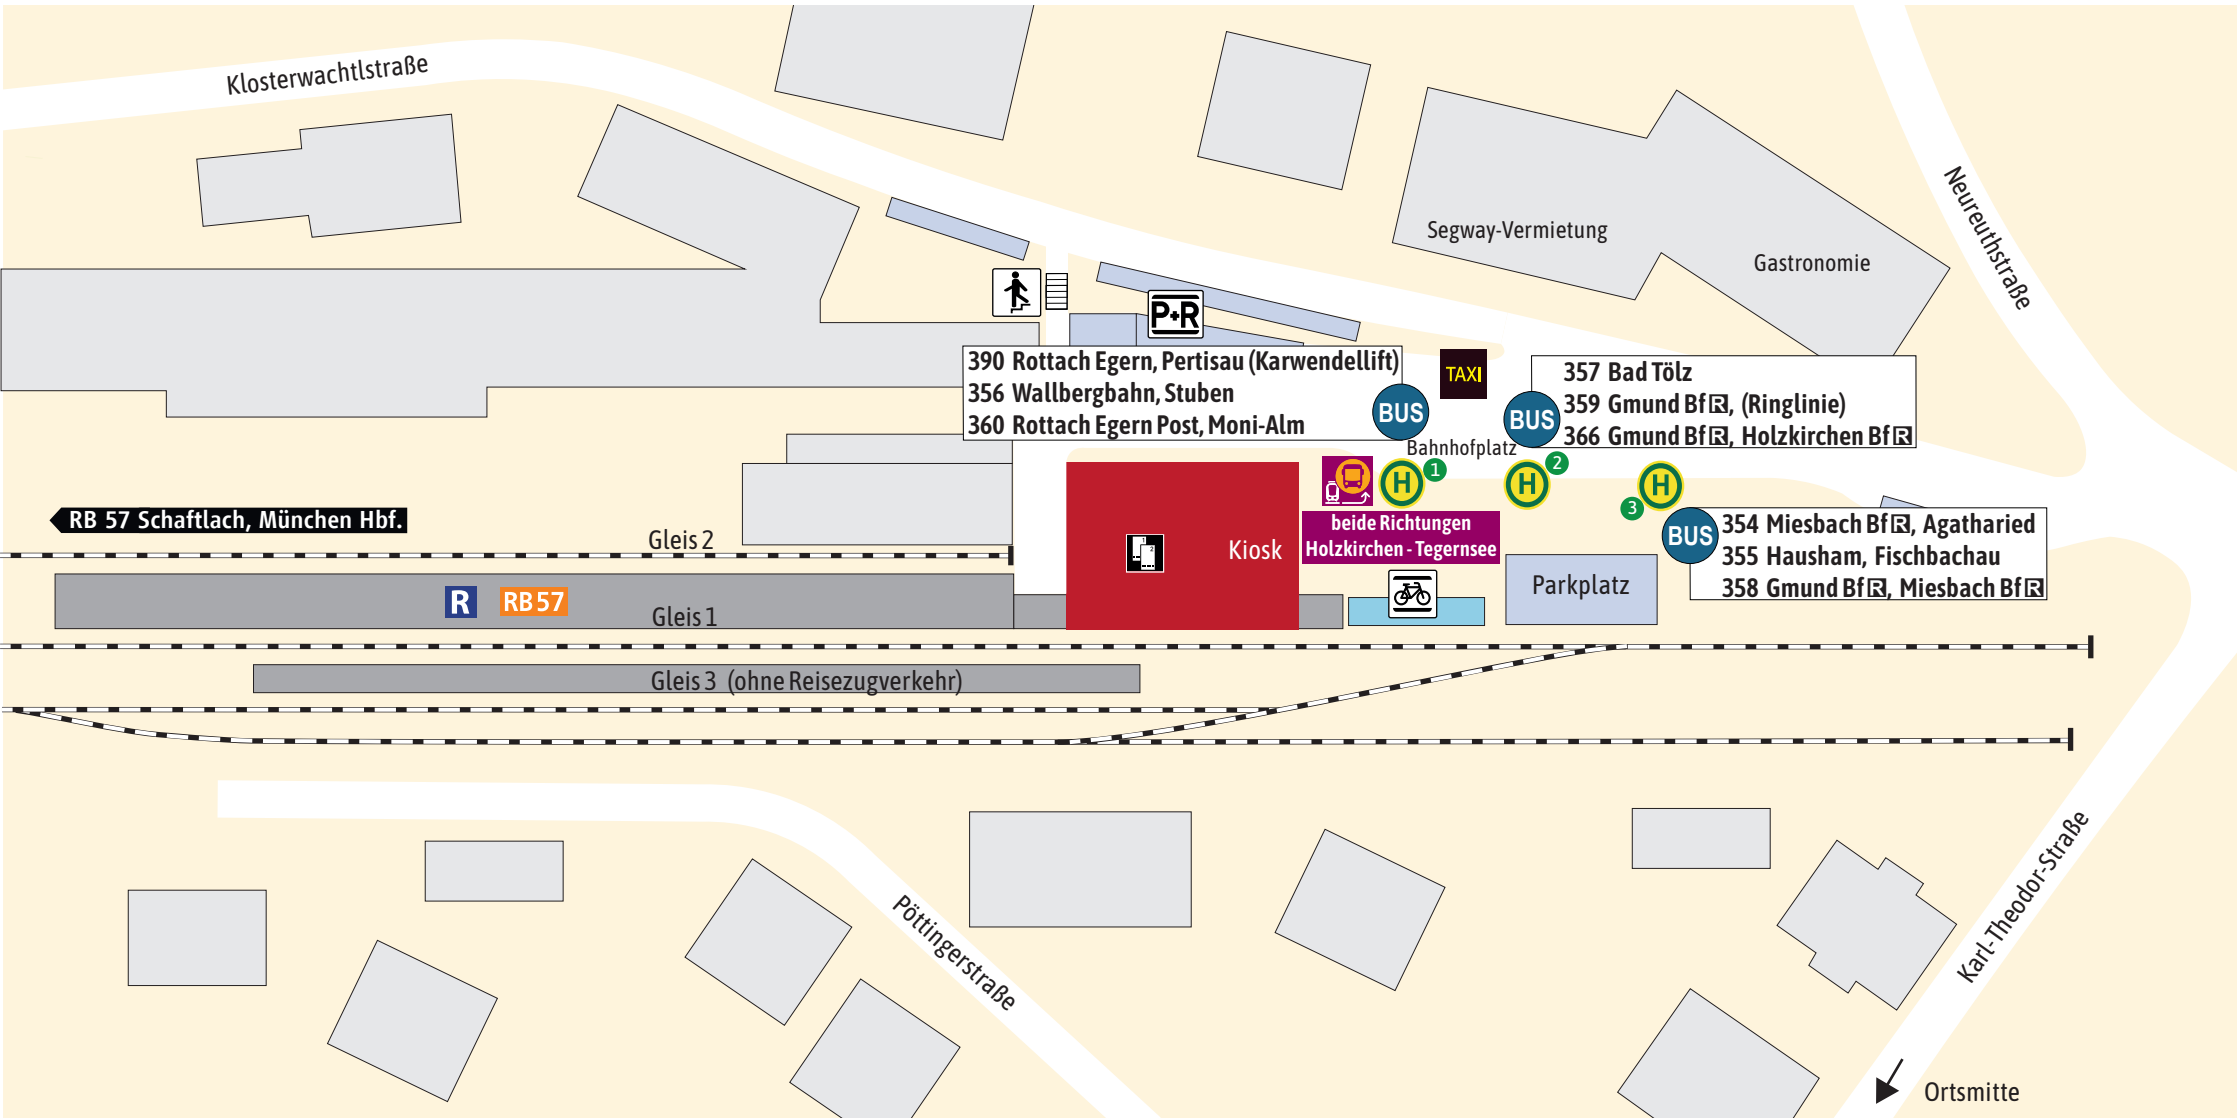 Klosterwachtlstraße
Neureuthstraße
Segway-Vermietung
Gastronomie
P+R
390 Rottach Egern, Pertisau (Karwendellift)
356 Wallbergbahn, Stuben
360 Rottach Egern Post, Moni-Alm
BUS
TAXI
BUS
357 Bad Tölz
359 Gmund Bf R, (Ringlinie)
366 Gmund Bf R, Holzkirchen Bf R
Bahnhofplatz
H 1
H 2
H 3
beide Richtungen
Holzkirchen - Tegernsee
BUS
354 Miesbach Bf R, Agatharied
355 Hausham, Fischbachau
358 Gmund Bf R, Miesbach Bf R
RB 57 Schaftlach, München Hbf.
Gleis 2
1
2
Kiosk
Parkplatz
R RB 57
Gleis 1
Gleis 3 (ohne Reisezugverkehr)
Pöttingerstraße
Karl-Theodor-Straße
Ortsmitte